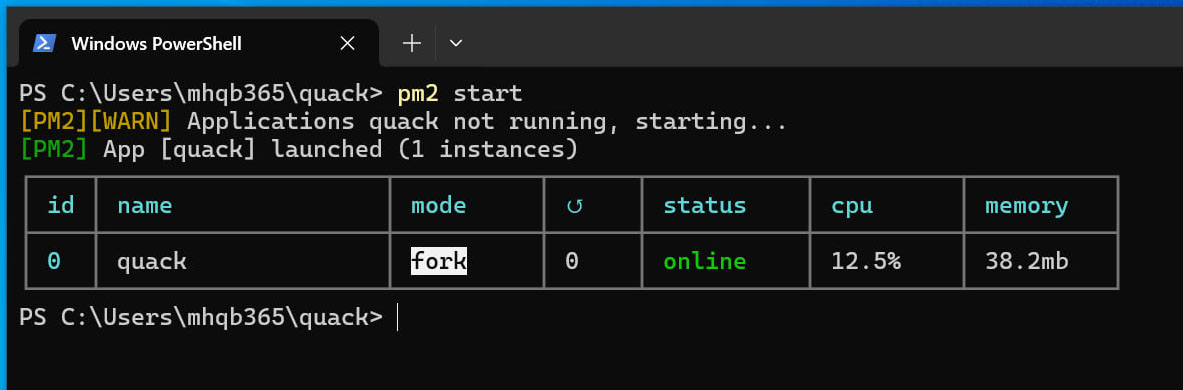 Windows PowerShell
PS C:\Users\mhqb365\quack> pm2 start
[PM2][WARN] Applications quack not running, starting...
[PM2] App [quack] launched (1 instances)
id name mode ↺ status cpu memory
0 quack fork 0 online 12.5% 38.2mb
PS C:\Users\mhqb365\quack>